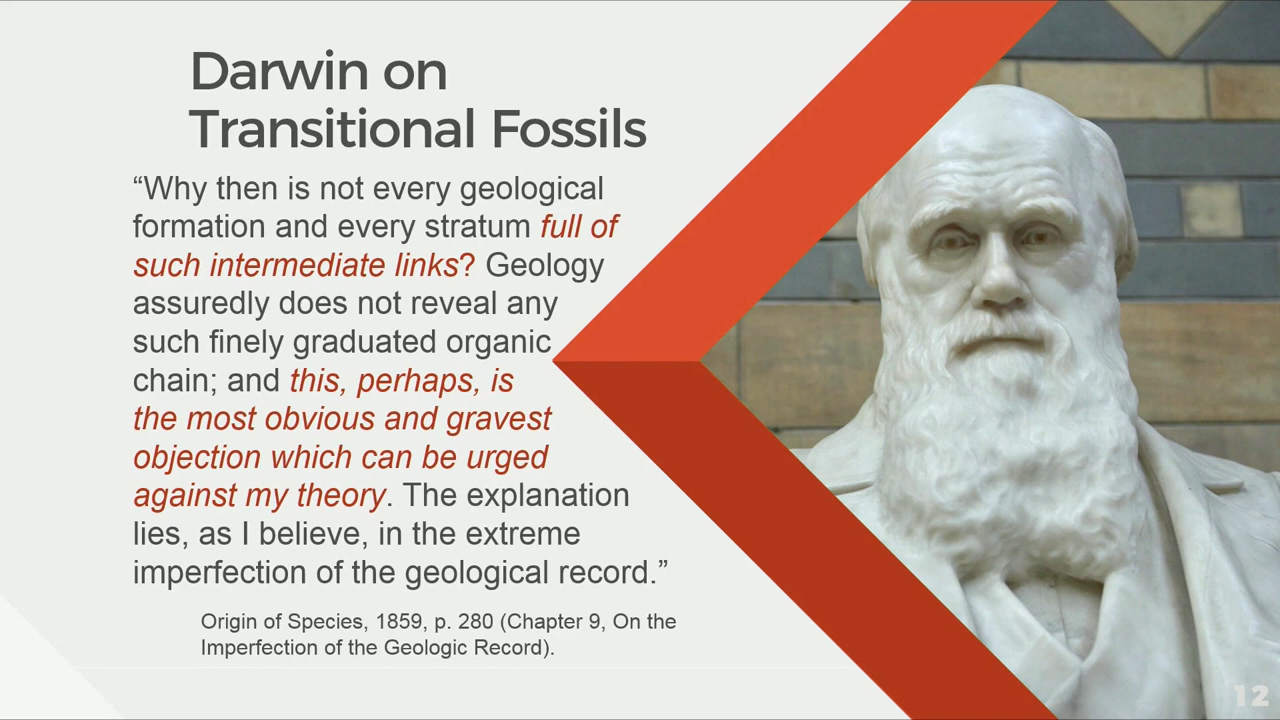 Darwin on
Transitional Fossils
“Why then is not every geological
formation and every stratum full of
such intermediate links? Geology
assuredly does not reveal any
such finely graduated organic
chain; and this, perhaps, is
the most obvious and gravest
objection which can be urged
against my theory. The explanation
lies, as I believe, in the extreme
imperfection of the geological record.”
Origin of Species, 1859, p. 280 (Chapter 9, On the
Imperfection of the Geologic Record).
12